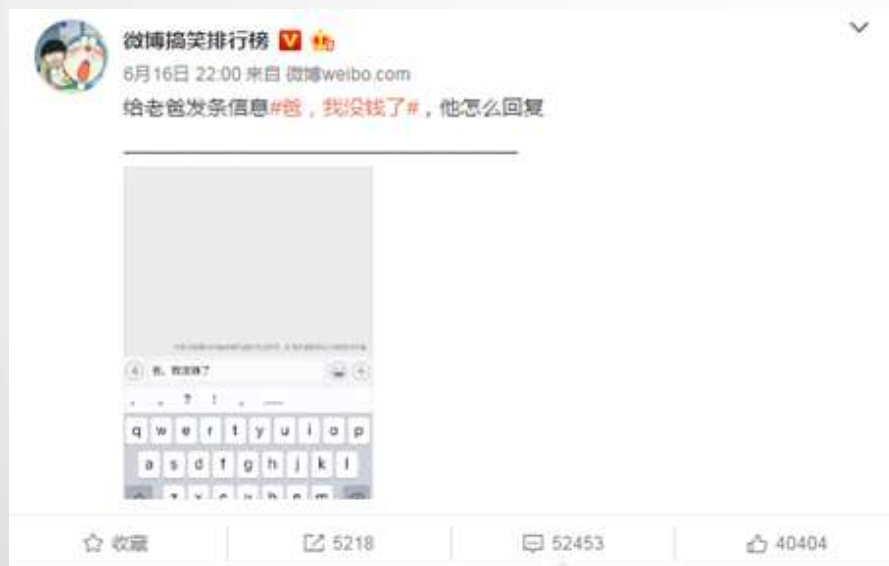 微博搞笑排行榜
6月16日 22:00 来自 微博weibo.com
给老爸发条信息#爸，我没钱了#，他怎么回复
爸，我没钱了
， 。 ? ! 、 ……
q w e r t y u i o p
a s d f g h j k l
z x c v b n m
收藏 5218 52453 40404